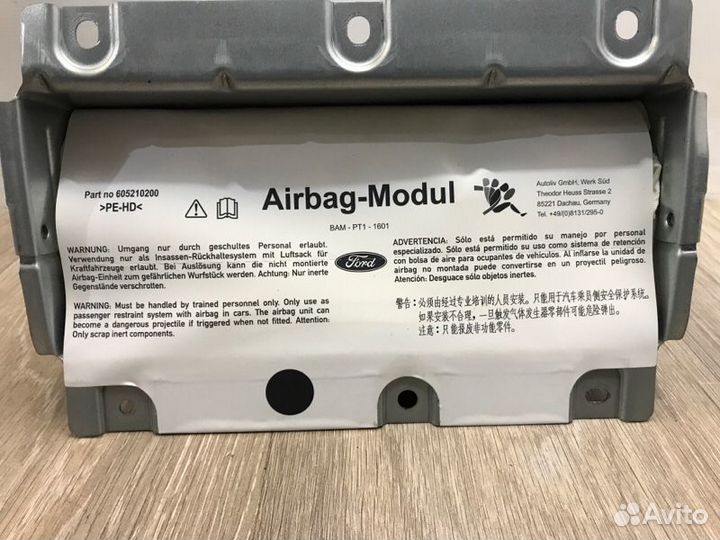 Part no 605210200
>PE-HD<
Airbag-Modul
BAM - PT1 - 1601
Autoliv GmbH, Werk Süd
Theodor Heuss Strasse 2
85221 Dachau, Germany
Tel. +49/(0)8131/295-0
WARNUNG: Umgang nur durch geschultes Personal erlaubt.
Verwendung nur als Insassen-Rückhaltesystem mit Luftsack für
Kraftfahrzeuge erlaubt. Bei Auslösung kann die nicht montierte
Airbag-Einheit zum gefährlichen Wurfstück werden. Achtung: Nur inerte
Gegenstände verschrotten.
WARNING: Must be handled by trained personnel only. Only use as
passenger restraint system with airbag in cars. The airbag unit can
become a dangerous projectile if triggered when not fitted. Attention:
Only scrap inert components.
Ford
ADVERTENCIA: Sólo está permitido su manejo por personal
especializado. Sólo está permitido su uso como sistema de retención
con bolsa de aire para ocupantes de vehículos. Al inflarse la unidad de
airbag no montada puede convertirse en un proyectil peligroso.
Atención: Desguace sólo objetos inertes.
警告:必须由经过专业培训的人员安装。只能用于汽车乘员侧安全保护系统。
如果安装不合理,一旦触发气体发生器零部件可能危险弹出。
注意:只能报废非功能零件。
Avito